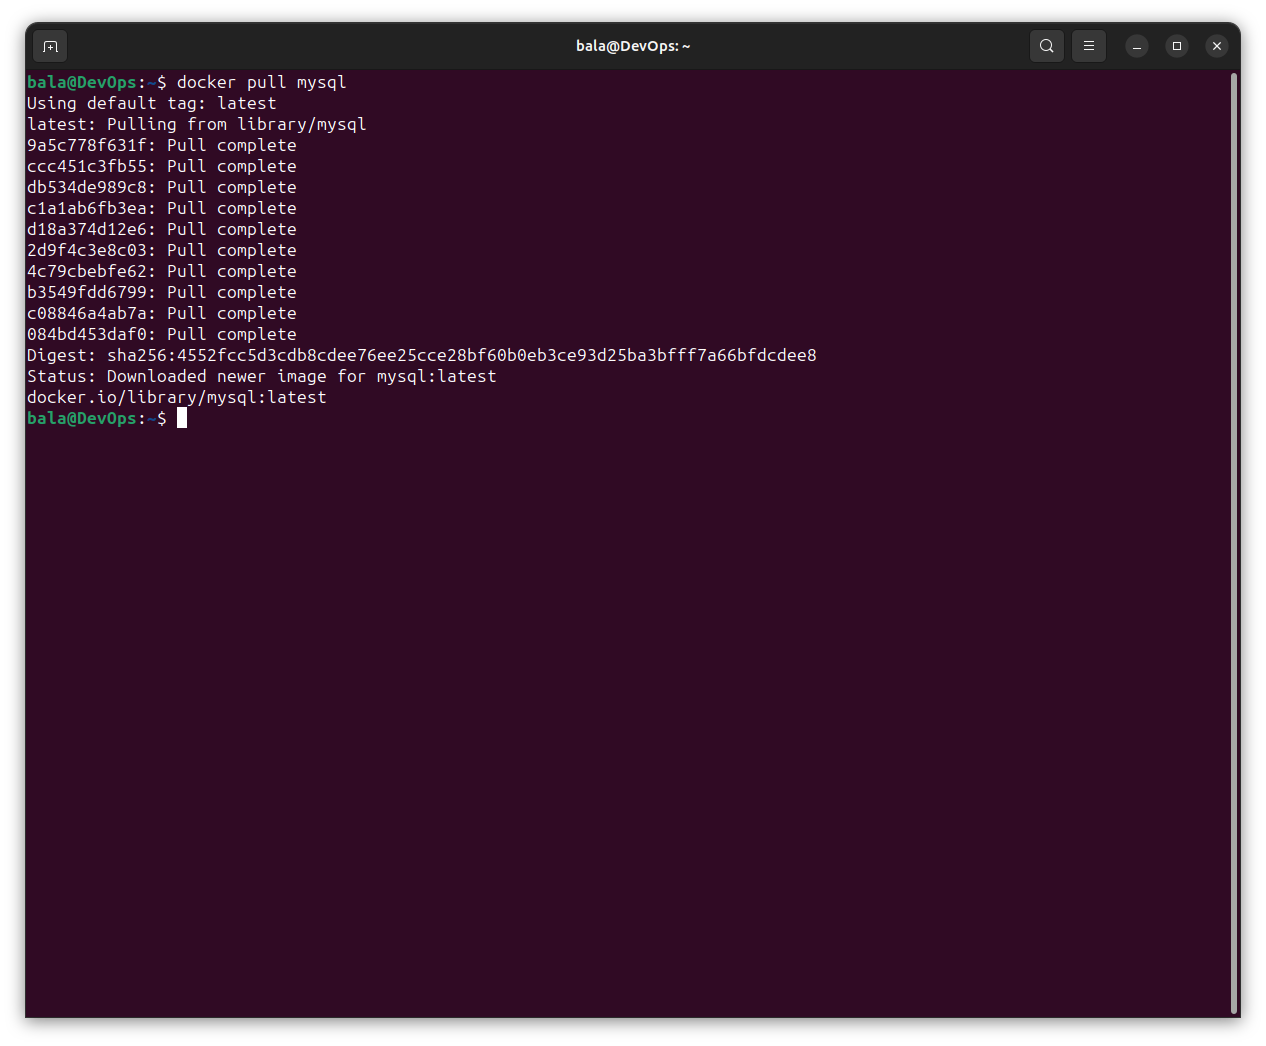 bala@DevOps: ~
bala@DevOps:~$ docker pull mysql
Using default tag: latest
latest: Pulling from library/mysql
9a5c778f631f: Pull complete
ccc451c3fb55: Pull complete
db534de989c8: Pull complete
c1a1ab6fb3ea: Pull complete
d18a374d12e6: Pull complete
2d9f4c3e8c03: Pull complete
4c79cbebfe62: Pull complete
b3549fdd6799: Pull complete
c08846a4ab7a: Pull complete
084bd453daf0: Pull complete
Digest: sha256:4552fcc5d3cdb8cdee76ee25cce28bf60b0eb3ce93d25ba3bfff7a66bfdcdee8
Status: Downloaded newer image for mysql:latest
docker.io/library/mysql:latest
bala@DevOps:~$